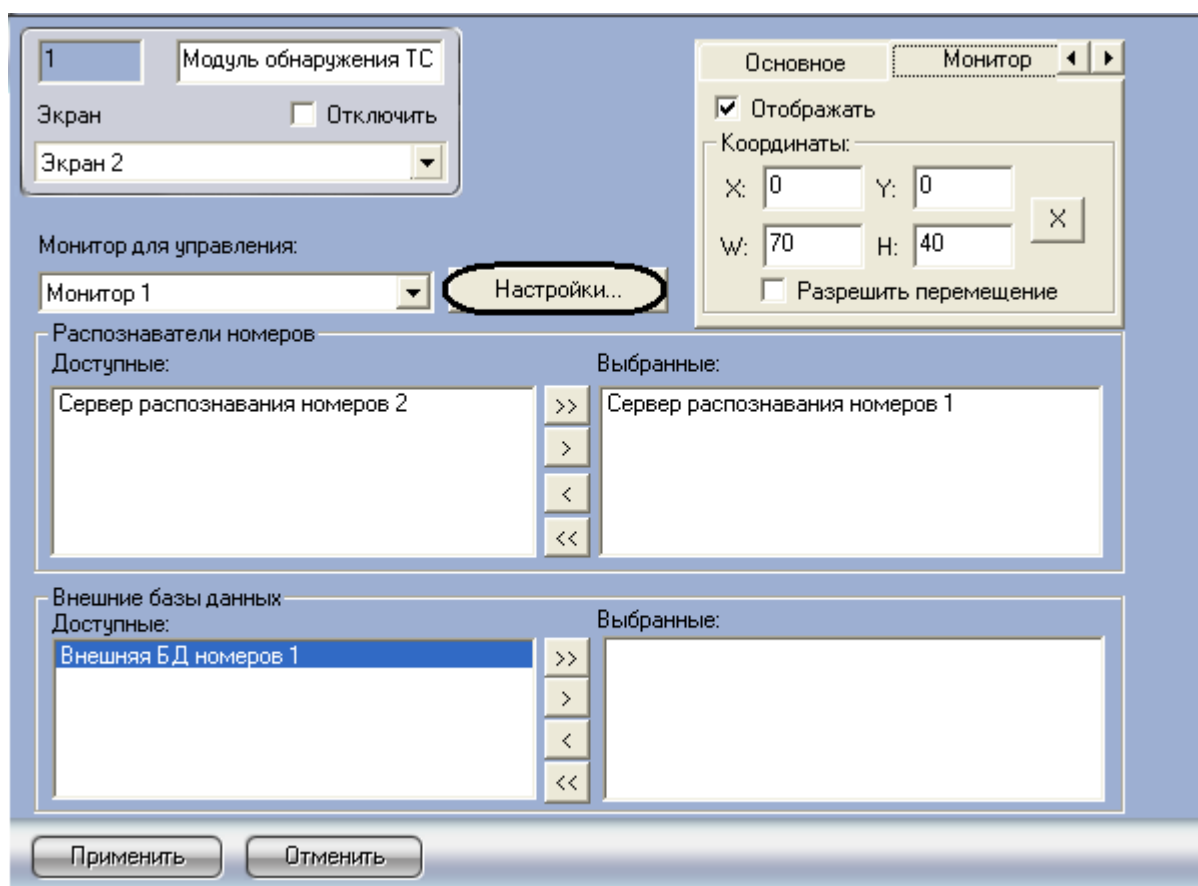 1
Модуль обнаружения ТС
Экран
Отключить
Экран 2
Основное
Монитор
Отображать
Координаты:
X: 0 Y: 0
X
W: 70 H: 40
Разрешить перемещение
Монитор для управления:
Монитор 1
Настройки...
Распознаватели номеров
Доступные:
Выбранные:
Сервер распознавания номеров 2
>>
Сервер распознавания номеров 1
>
<
<<
Внешние базы данных
Доступные:
Выбранные:
Внешняя БД номеров 1
>>
>
<
<<
Применить
Отменить